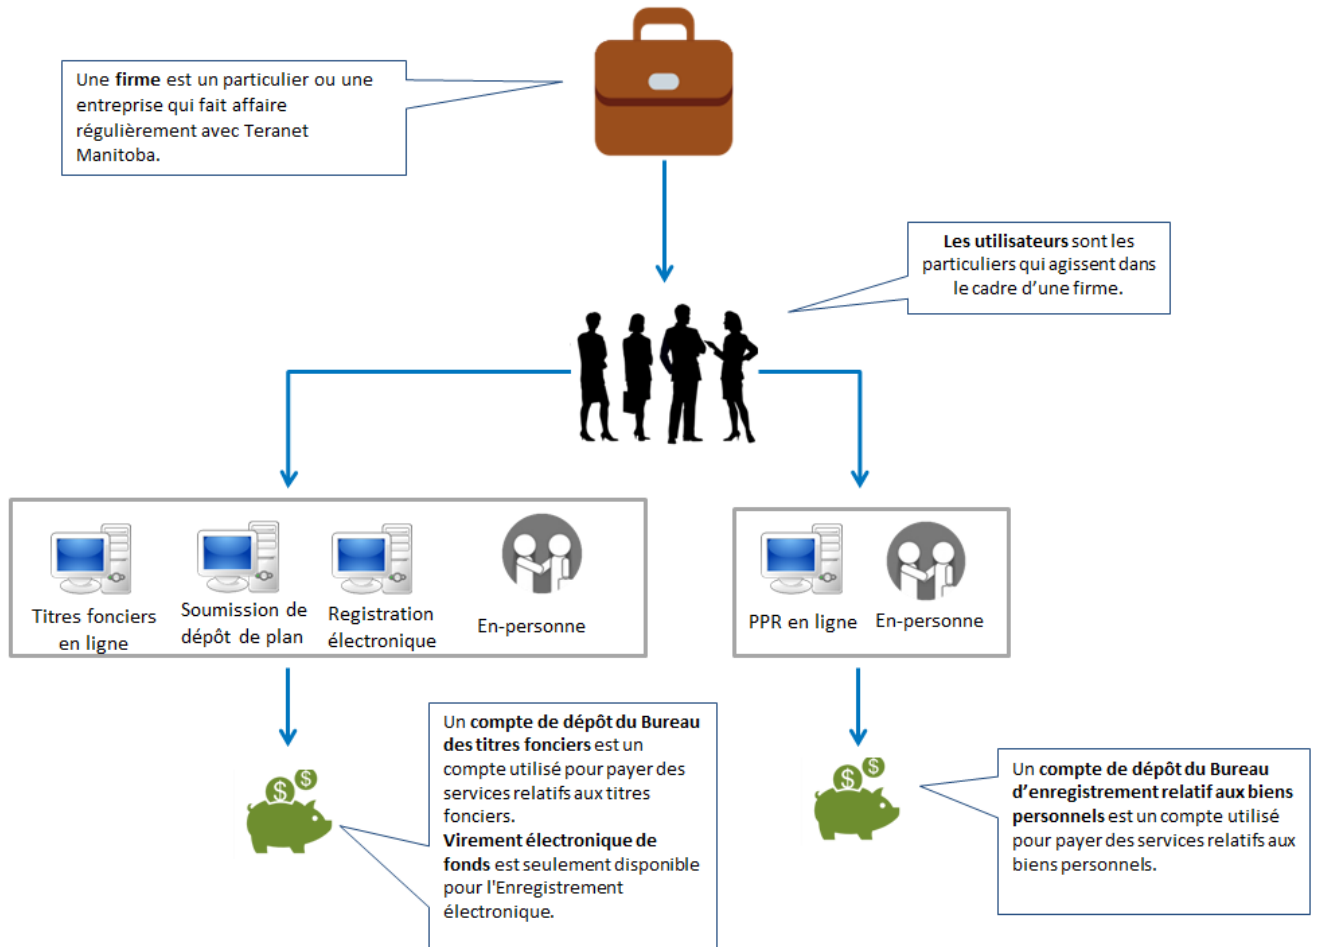 Une firme est un particulier ou une
entreprise qui fait affaire
régulièrement avec Teranet
Manitoba.
Les utilisateurs sont les
particuliers qui agissent dans
le cadre d’une firme.
Titres fonciers
en ligne
Soumission de
dépôt de plan
Registration
électronique
En-personne
PPR en ligne
En-personne
Un compte de dépôt du Bureau
des titres fonciers est un
compte utilisé pour payer des
services relatifs aux titres
fonciers.
Virement électronique de
fonds est seulement disponible
pour l'Enregistrement
électronique.
$ $
$ $
Un compte de dépôt du Bureau
d’enregistrement relatif aux biens
personnels est un compte utilisé
pour payer des services relatifs aux
biens personnels.